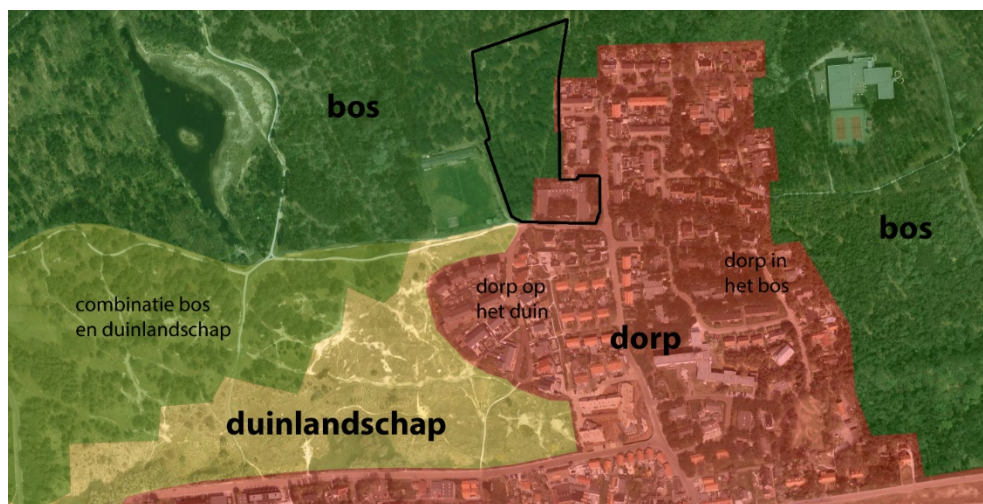 bos
bos
dorp op
het duin
dorp in
het bos
combinatie bos
en duinlandschap
dorp
duinlandschap